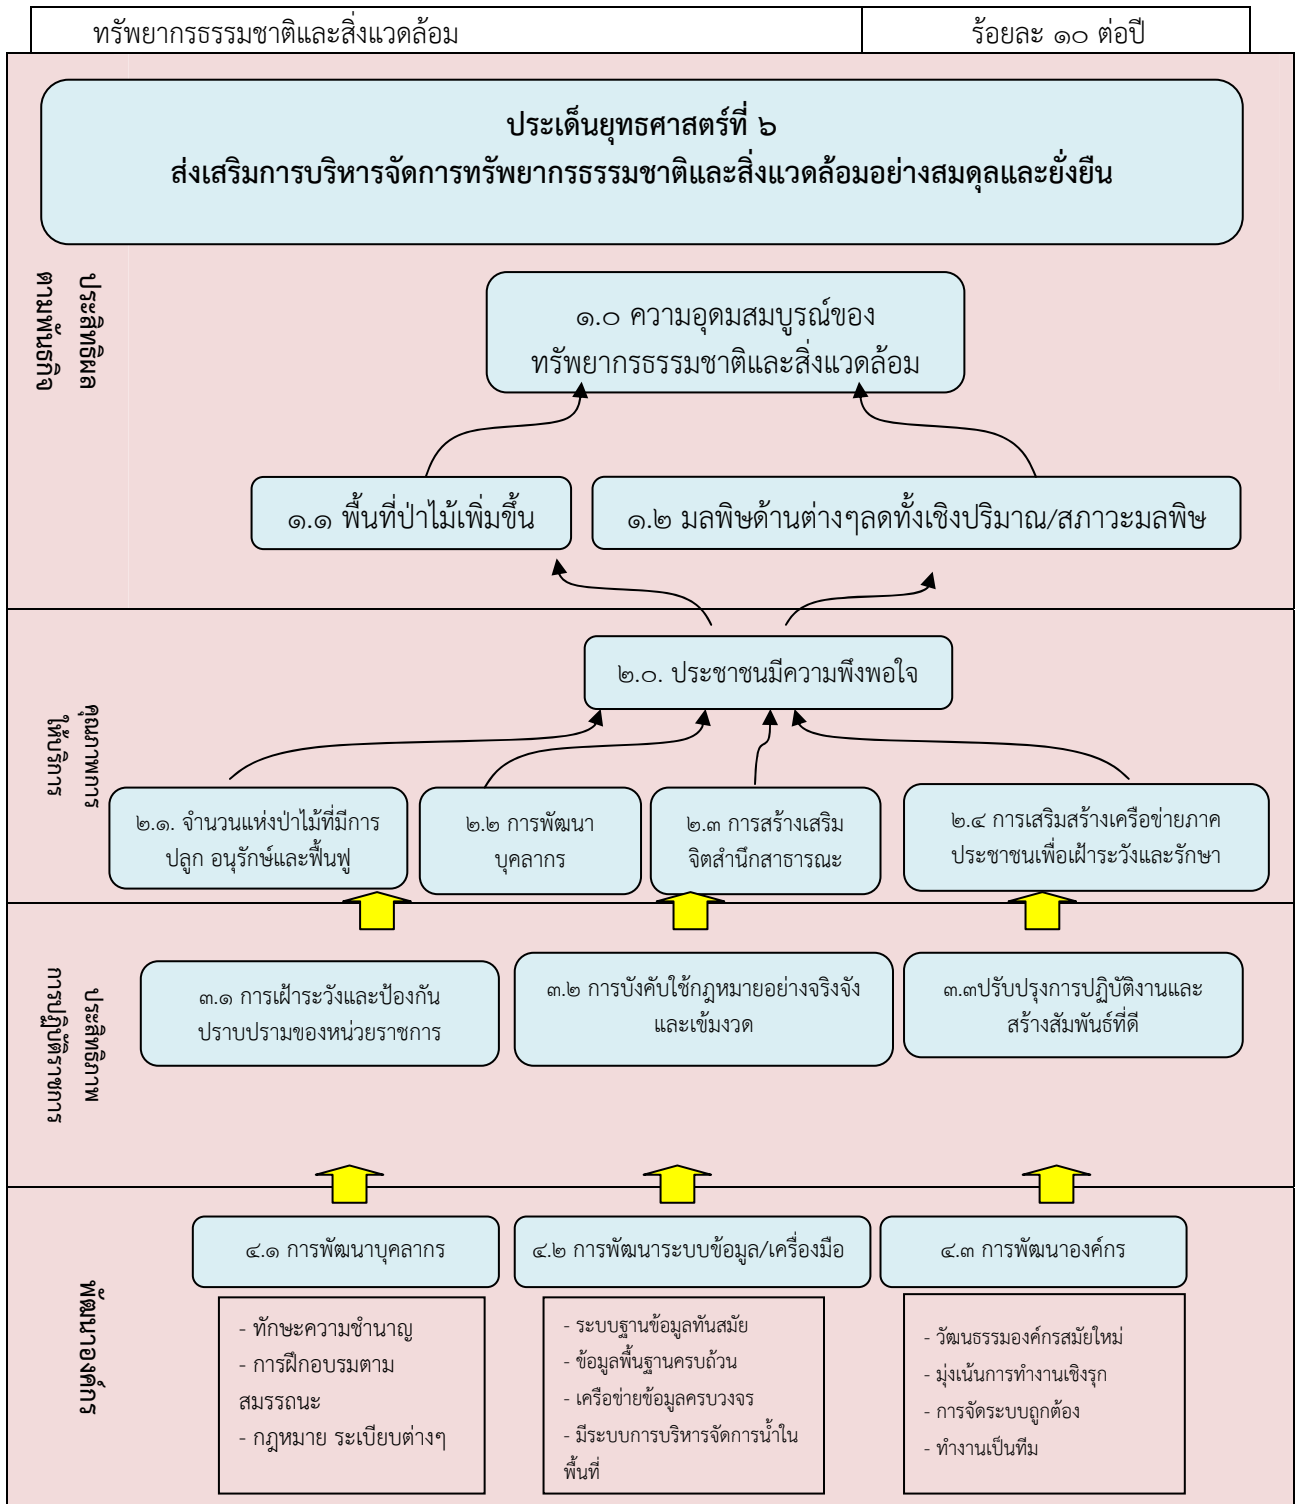 ทรัพยากรธรรมชาติและสิ่งแวดล้อม
ร้อยละ ๑๐ ต่อปี
ประเด็นยุทธศาสตร์ที่ ๖
ส่งเสริมการบริหารจัดการทรัพยากรธรรมชาติและสิ่งแวดล้อมอย่างสมดุลและยั่งยืน
ประสิทธิผล
ตามพันธกิจ
๑.๐ ความอุดมสมบูรณ์ของ
ทรัพยากรธรรมชาติและสิ่งแวดล้อม
๑.๑ พื้นที่ป่าไม้เพิ่มขึ้น
๑.๒ มลพิษด้านต่างๆลดทั้งเชิงปริมาณ/สภาวะมลพิษ
คุณภาพการ
ให้บริการ
๒.๐. ประชาชนมีความพึงพอใจ
๒.๑. จำนวนแห่งป่าไม้ที่มีการ
ปลูก อนุรักษ์และฟื้นฟู
๒.๒ การพัฒนา
บุคลากร
๒.๓ การสร้างเสริม
จิตสำนึกสาธารณะ
๒.๔ การเสริมสร้างเครือข่ายภาค
ประชาชนเพื่อเฝ้าระวังและรักษา
ประสิทธิภาพ
การปฏิบัติราชการ
๓.๑ การเฝ้าระวังและป้องกัน
ปราบปรามของหน่วยราชการ
๓.๒ การบังคับใช้กฎหมายอย่างจริงจัง
และเข้มงวด
๓.๓ปรับปรุงการปฏิบัติงานและ
สร้างสัมพันธ์ที่ดี
พัฒนาองค์กร
๔.๑ การพัฒนาบุคลากร
- ทักษะความชำนาญ
- การฝึกอบรมตาม
สมรรถนะ
- กฎหมาย ระเบียบต่างๆ
๔.๒ การพัฒนาระบบข้อมูล/เครื่องมือ
- ระบบฐานข้อมูลทันสมัย
- ข้อมูลพื้นฐานครบถ้วน
- เครือข่ายข้อมูลครบวงจร
- มีระบบการบริหารจัดการน้ำใน
พื้นที่
๔.๓ การพัฒนาองค์กร
- วัฒนธรรมองค์กรสมัยใหม่
- มุ่งเน้นการทำงานเชิงรุก
- การจัดระบบถูกต้อง
- ทำงานเป็นทีม